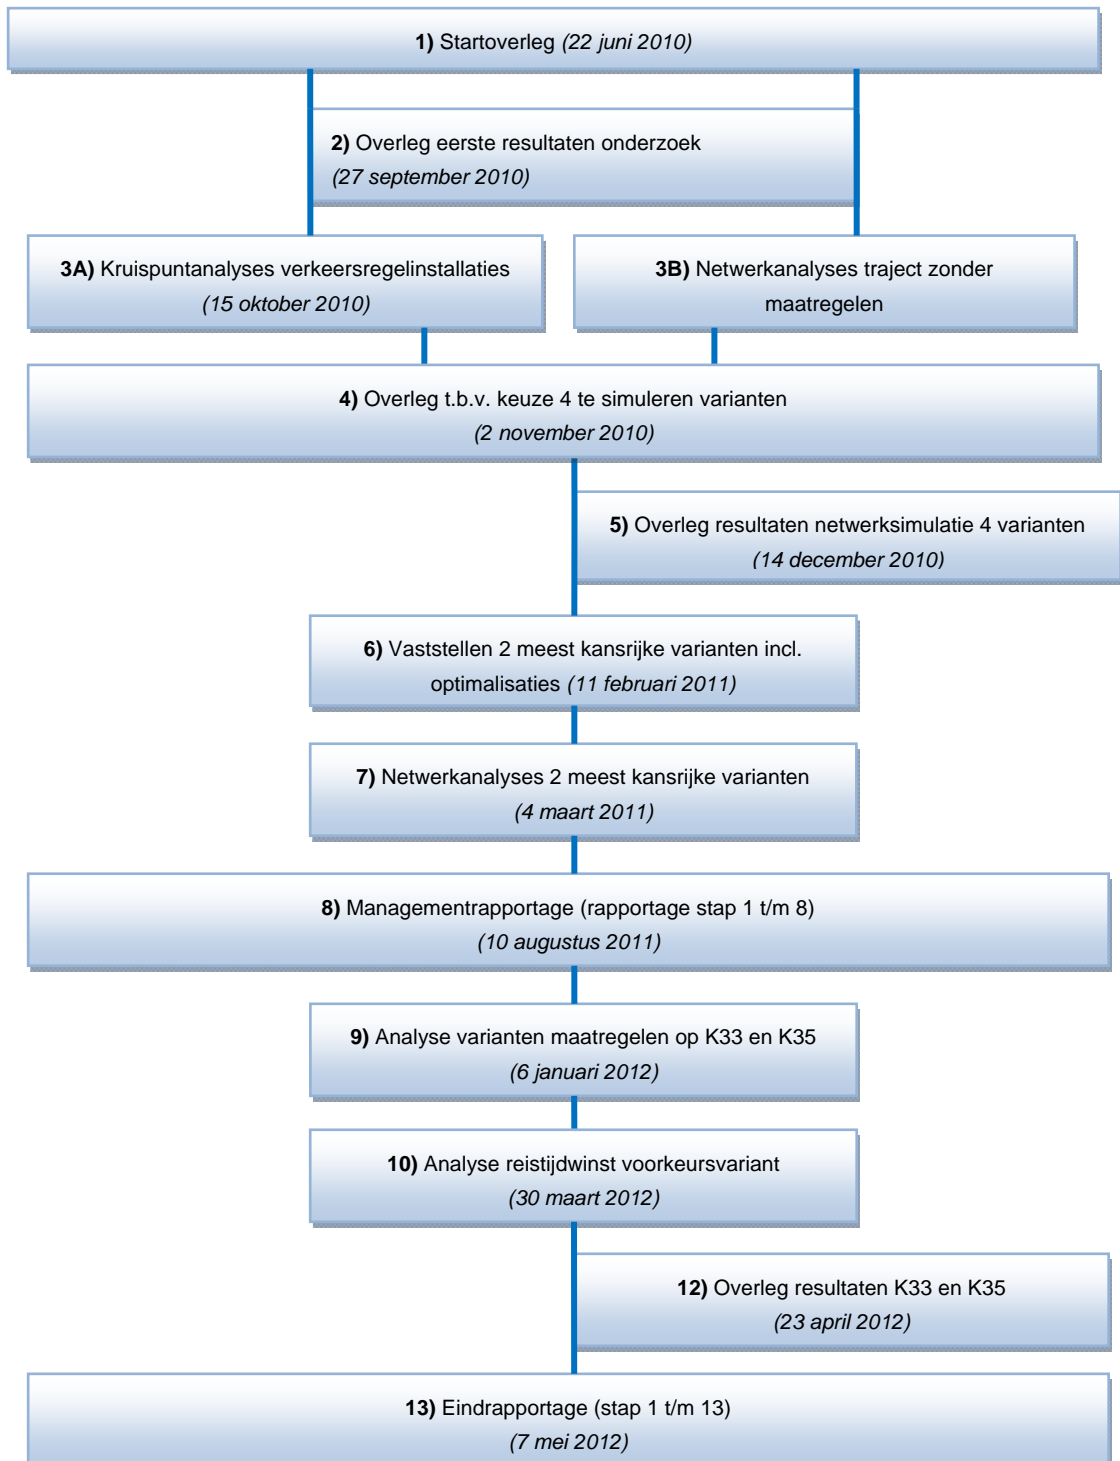 1) Startoverleg (22 juni 2010)
2) Overleg eerste resultaten onderzoek
(27 september 2010)
3A) Kruispuntanalyses verkeersregelinstallaties
(15 oktober 2010)
3B) Netwerkanalyses traject zonder
maatregelen
4) Overleg t.b.v. keuze 4 te simuleren varianten
(2 november 2010)
5) Overleg resultaten netwerksimulatie 4 varianten
(14 december 2010)
6) Vaststellen 2 meest kansrijke varianten incl.
optimalisaties (11 februari 2011)
7) Netwerkanalyses 2 meest kansrijke varianten
(4 maart 2011)
8) Managementrapportage (rapportage stap 1 t/m 8)
(10 augustus 2011)
9) Analyse varianten maatregelen op K33 en K35
(6 januari 2012)
10) Analyse reistijdwinst voorkeursvariant
(30 maart 2012)
12) Overleg resultaten K33 en K35
(23 april 2012)
13) Eindrapportage (stap 1 t/m 13)
(7 mei 2012)